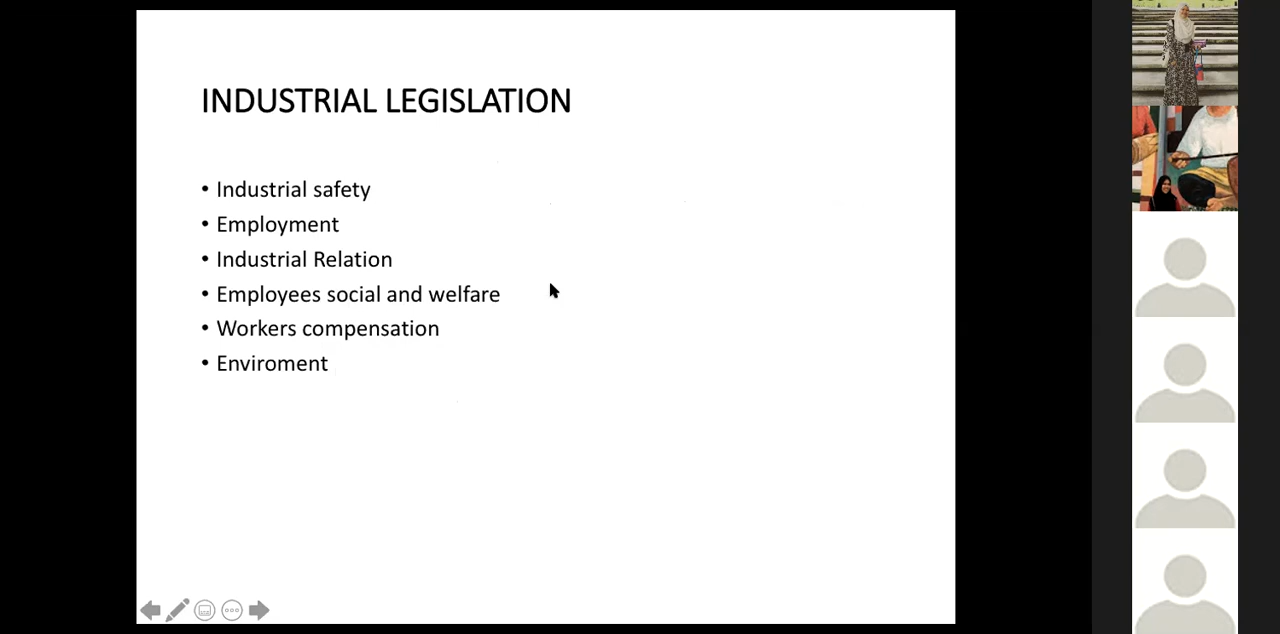 INDUSTRIAL LEGISLATION
• Industrial safety
• Employment
• Industrial Relation
• Employees social and welfare
• Workers compensation
• Enviroment